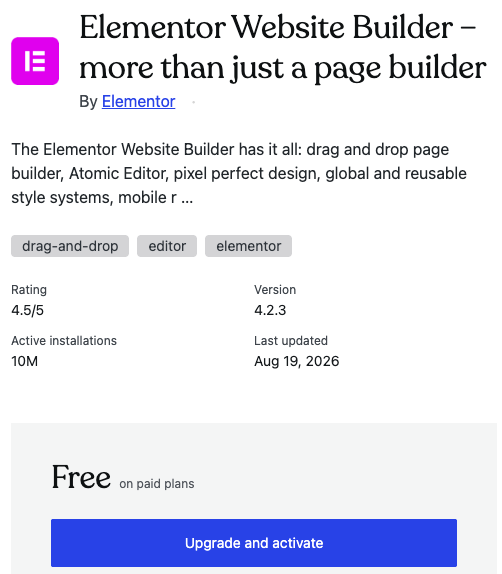 Elementor Website Builder –
more than just a page builder
By Elementor ·
The Elementor Website Builder has it all: drag and drop page
builder, Atomic Editor, pixel perfect design, global and reusable
style systems, mobile r ...
drag-and-drop editor elementor
Rating Version
4.5/5 4.2.3
Active installations Last updated
10M Aug 19, 2026
Free on paid plans
Upgrade and activate